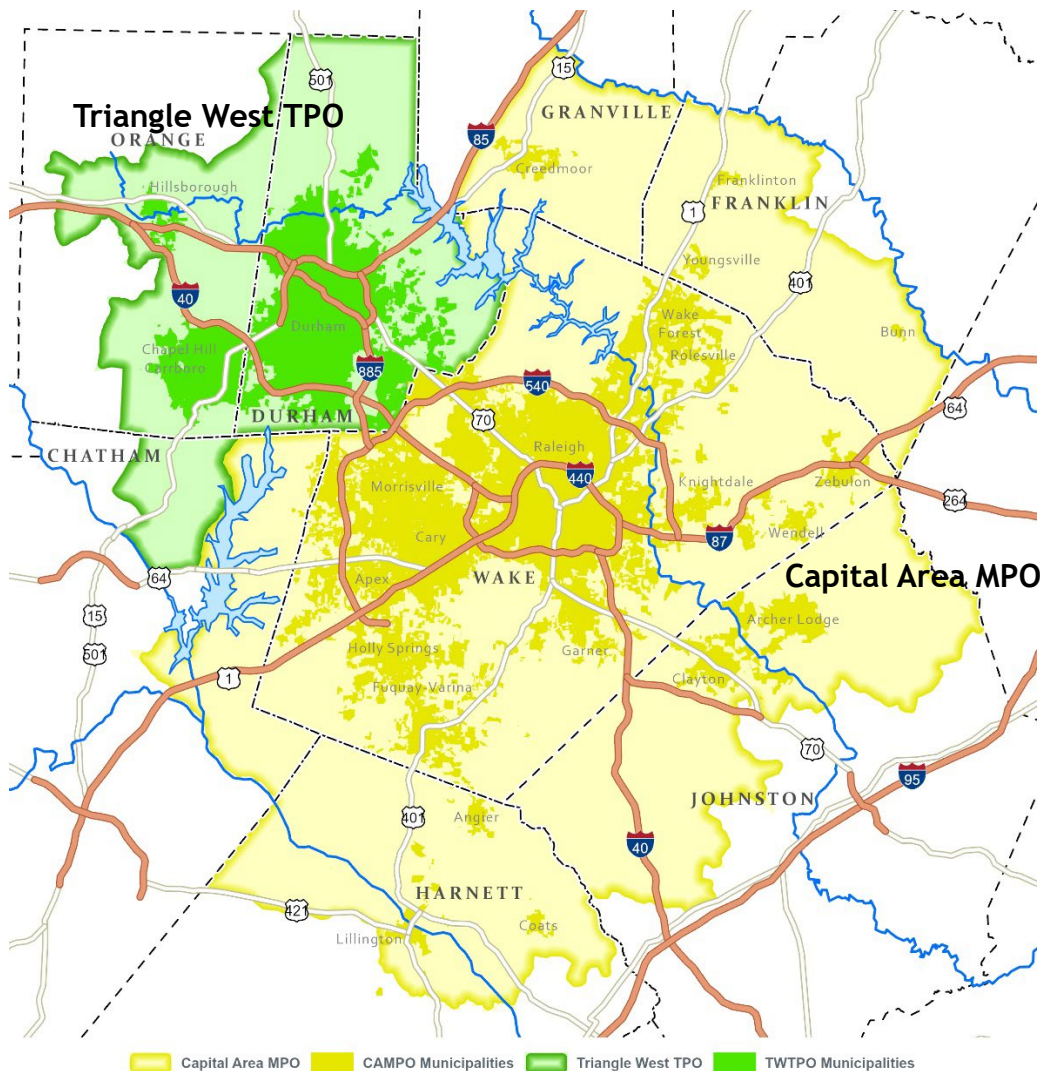 501
15
Triangle West TPO
GRANVILLE
ORANGE
85
Creedmoor
Hillsborough
Franklinton
FRANKLIN
1
Youngsville
401
40
Wake
Forest
Durham
Bunn
Chapel Hill
Carrboro
Rolesville
885
540
64
DURHAM
70
CHATHAM
Raleigh
440
Morrisville
Knightdale
Zebulon
264
Cary
87
Wendell
64
Apex
WAKE
Capital Area MPO
15
Archer Lodge
501
Holly Springs
Garner
1
Fuquay-Varina
Clayton
70
95
401
Angier
JOHNSTON
40
HARNETT
421
Lillington
Coats
Capital Area MPO
CAMPO Municipalities
Triangle West TPO
TWTPO Municipalities